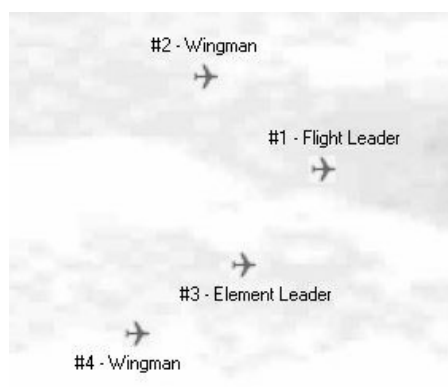 #2 - Wingman
#1 - Flight Leader
#3 - Element Leader
#4 - Wingman